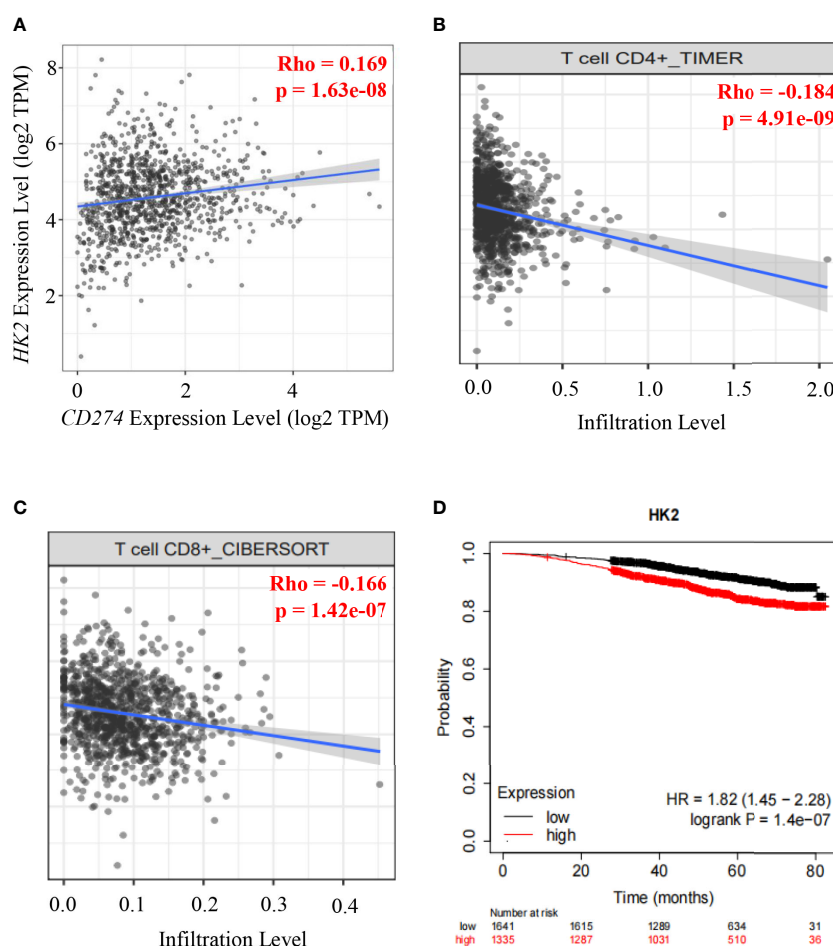 A
Rho = 0.169
p = 1.63e-08
HK2 Expression Lvel (log2 TPM)
8
6
4
2
0 2 4
CD274 Expression Level (log2 TPM)
B
T cell CD4+_TIMER
Rho = -0.184
p = 4.91e-09
0.0 0.5 1.0 1.5 2.0
Infiltration Level
C
T cell CD8+_CIBERSORT
Rho = -0.166
p = 1.42e-07
0.0 0.1 0.2 0.3 0.4
Infiltration Level
D
HK2
Probability
1.0
0.8
0.6
0.4
0.2
0.0
Expression
low
high
HR = 1.82 (1.45 − 2.28)
logrank P = 1.4e-07
0 20 40 60 80
Time (months)
Number at risk
low 1641 1615 1289 634 31
high 1335 1287 1031 510 36